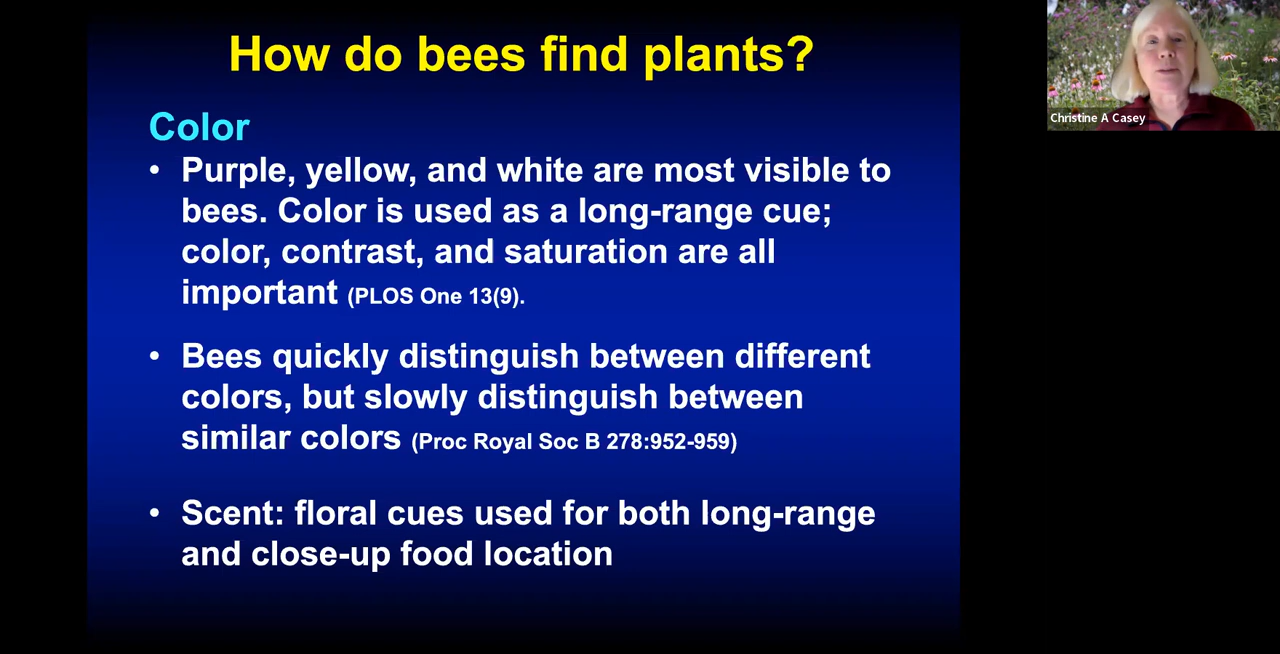 How do bees find plants?
Color
• Purple, yellow, and white are most visible to
bees. Color is used as a long-range cue;
color, contrast, and saturation are all
important (PLOS One 13(9).
• Bees quickly distinguish between different
colors, but slowly distinguish between
similar colors (Proc Royal Soc B 278:952-959)
• Scent: floral cues used for both long-range
and close-up food location
Christine A Casey